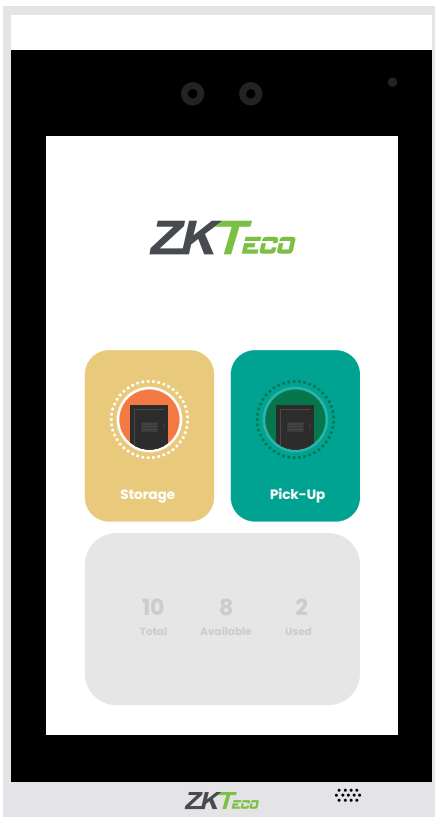 ZKTECO
Storage Pick-Up
10 8 2
Total Available Used
ZKTECO